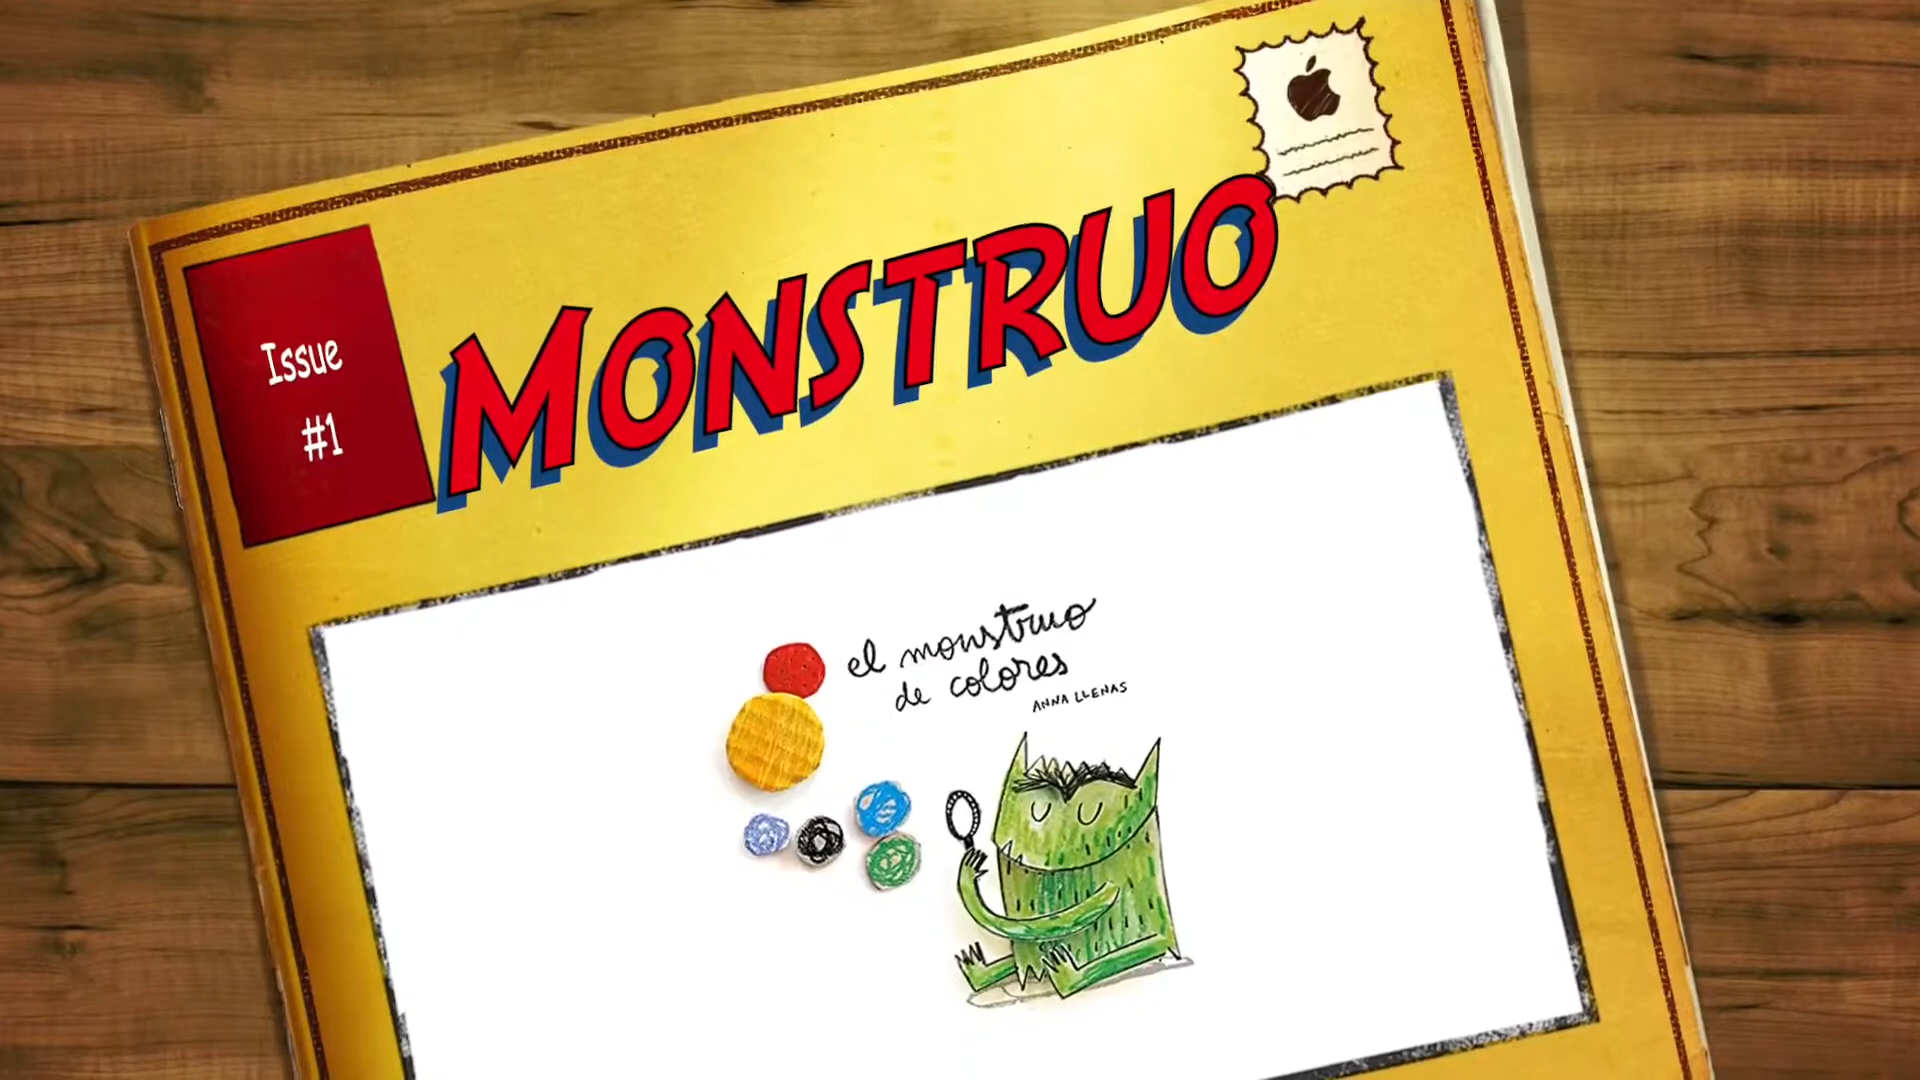 Issue
#1
MONSTRUO
el monstruo
de colores
ANNA LLENAS